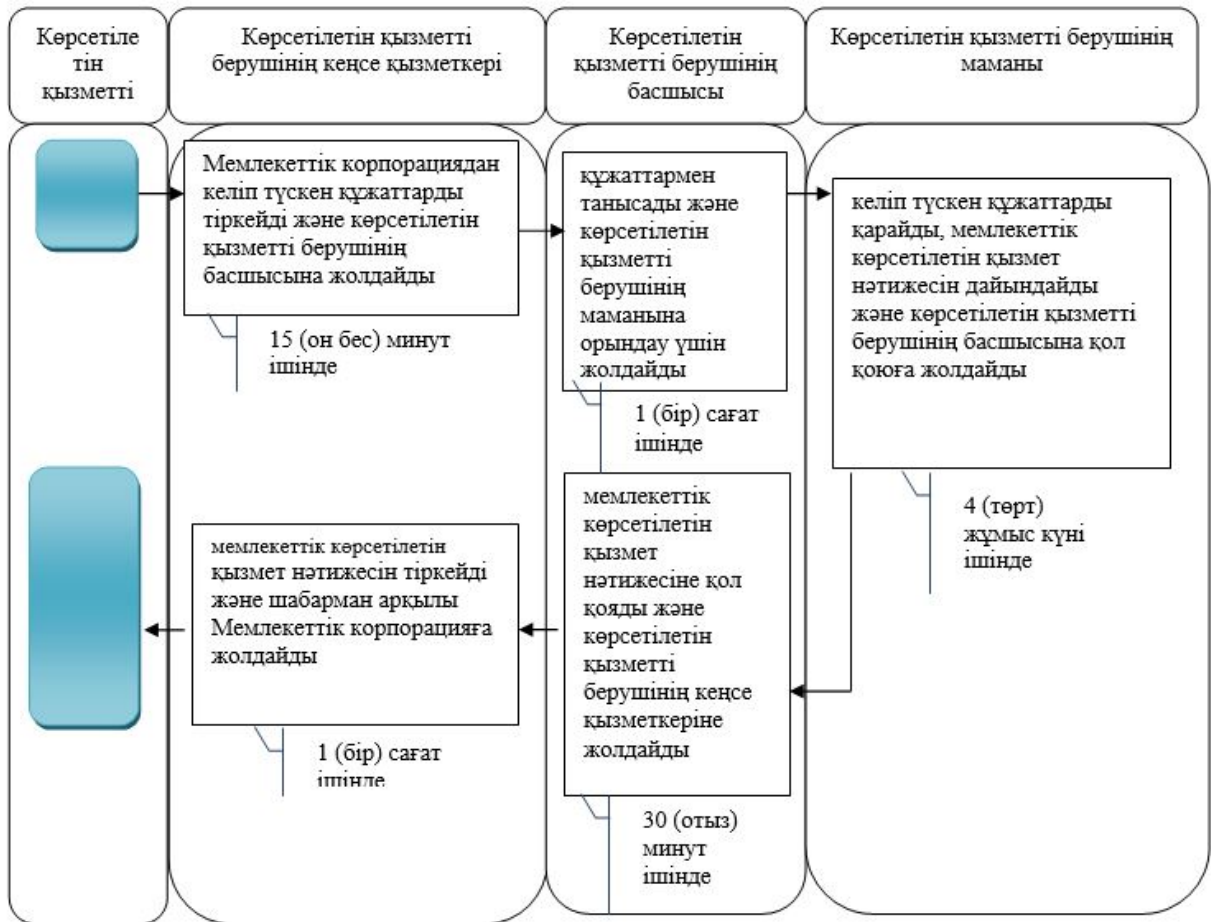 Көрсетіле
тін
қызметті
Көрсетілетін қызметті
берушінің кеңсе қызметкері
Көрсетілетін
қызметті берушінің
басшысы
Көрсетілетін қызметті берушінің
маманы
Мемлекеттік корпорациядан
келіп түскен құжаттарды
тіркейді және көрсетілетін
қызметті берушінің
басшысына жолдайды
15 (он бес) минут
ішінде
құжаттармен
танысады және
көрсетілетін
қызметті
берушінің
маманына
орындау үшін
жолдайды
1 (бір) сағат
ішінде
келіп түскен құжаттарды
қарайды, мемлекеттік
көрсетілетін қызмет
нәтижесін дайындайды
және көрсетілетін қызметті
берушінің басшысына қол
қоюға жолдайды
4 (төрт)
жұмыс күні
ішінде
мемлекеттік
көрсетілетін
қызмет
нәтижесіне қол
қояды және
көрсетілетін
қызметті
берушінің кеңсе
қызметкеріне
жолдайды
30 (отыз)
минут
ішінде
мемлекеттік көрсетілетін
қызмет нәтижесін тіркейді
және шабарман арқылы
Мемлекеттік корпорацияға
жолдайды
1 (бір) сағат
ішінде